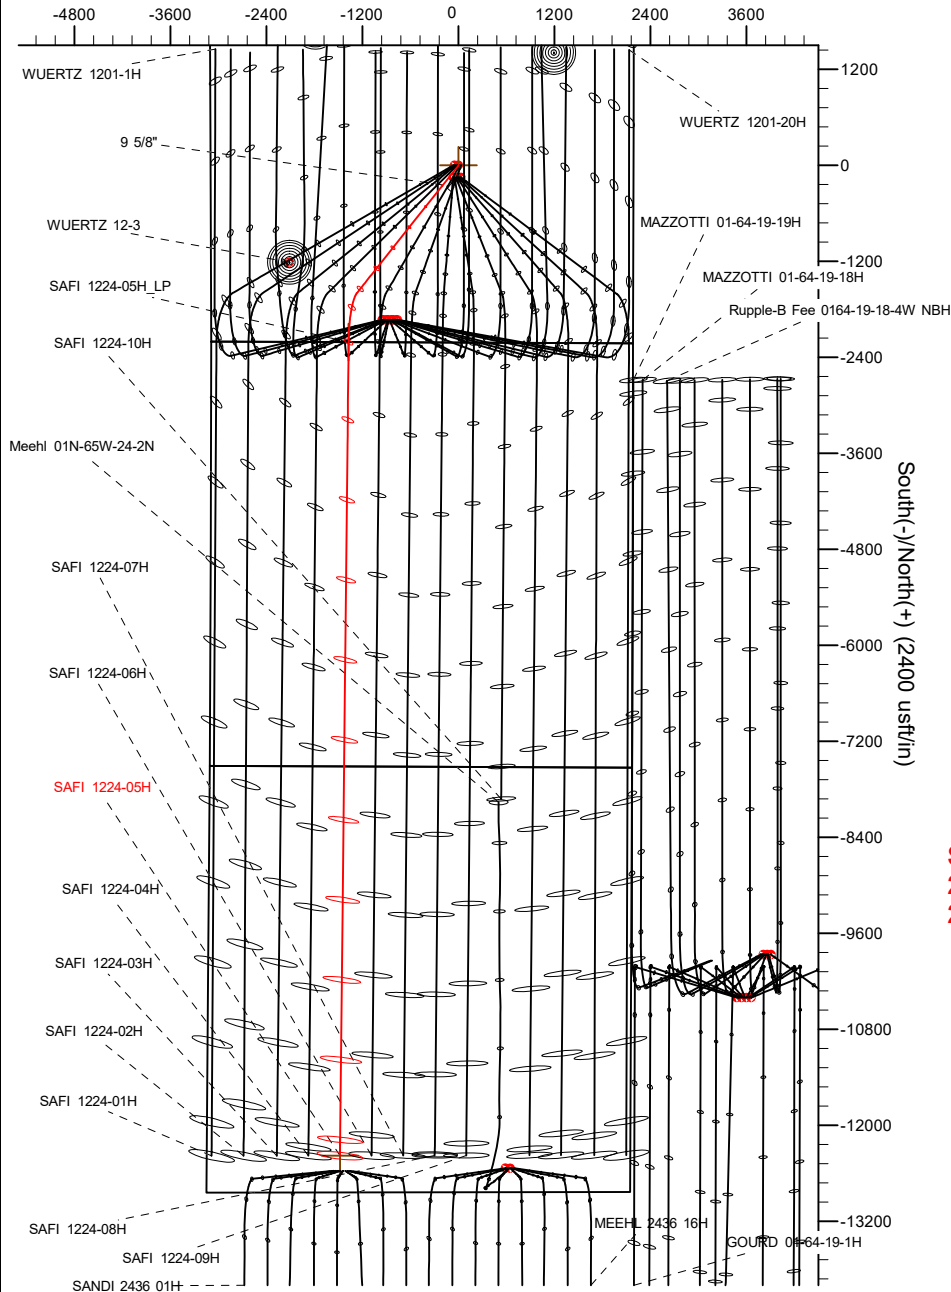 -4800 -3600 -2400 -1200 0 1200 2400 3600
1200
WUERTZ 1201-1H
WUERTZ 1201-20H
9 5/8"
0
WUERTZ 12-3
MAZZOTTI 01-64-19-19H
-1200
MAZZOTTI 01-64-19-18H
SAFI 1224-05H_LP
Rupple-B Fee 0164-19-18-4W NBH
SAFI 1224-10H
-2400
Meehl 01N-65W-24-2N
-3600
South(-)/North(+) (2400 usft/in)
-4800
SAFI 1224-07H
-6000
SAFI 1224-06H
-7200
SAFI 1224-05H
-8400
SAFI 1224-04H
-9600
SAFI 1224-03H
SAFI 1224-02H
-10800
SAFI 1224-01H
-12000
SAFI 1224-08H
MEEHL 2436 16H
-13200
SAFI 1224-09H
GOURD 01-64-19-1H
SANDI 2436 01H